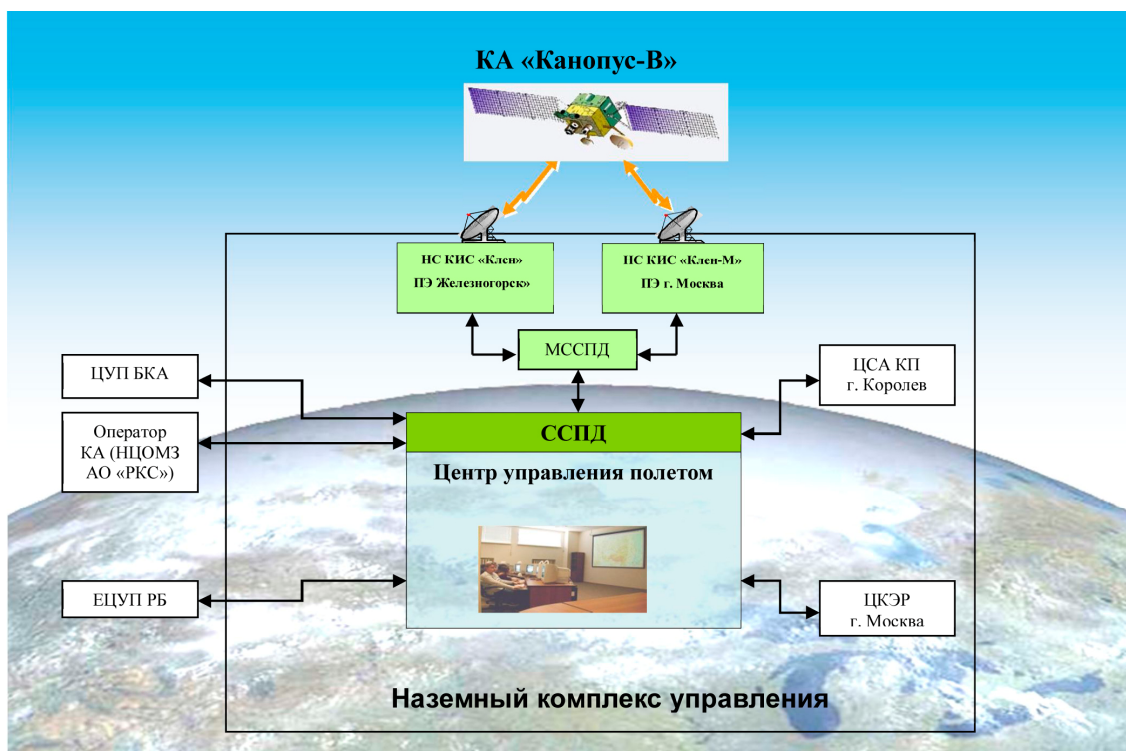 КА «Канопус-В»
НС КИС «Клен»
ПЭ Железногорск»
НС КИС «Клен-М»
ПЭ г. Москва
МССПД
ЦУП БКА
ЦСА КП
г. Королев
Оператор
КА (НЦОМЗ
АО «РКС»)
ССПД
Центр управления полетом
ЕЦУП РБ
ЦКЭР
г. Москва
Наземный комплекс управления